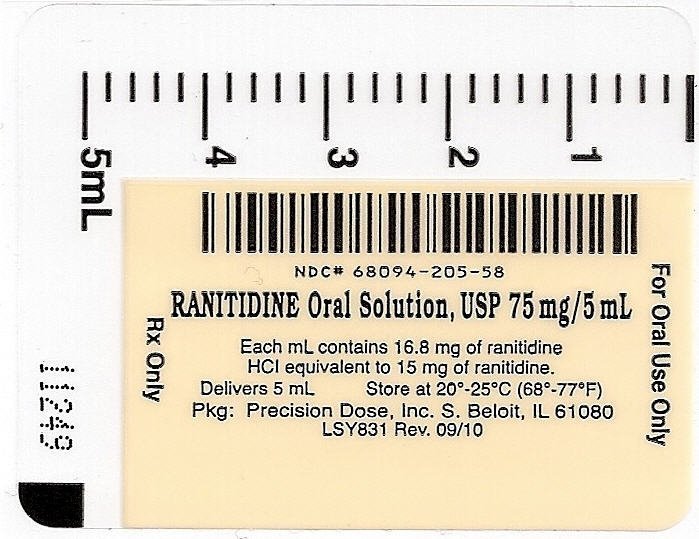 5mL
4
3
2
1
NDC# 68094-205-58
RANITIDINE Oral Solution, USP 75 mg/5 mL
Each mL contains 16.8 mg of ranitidine
HCl equivalent to 15 mg of ranitidine.
Delivers 5 mL Store at 20°-25°C (68°-77°F)
Pkg: Precision Dose, Inc. S. Beloit, IL 61080
LSY831 Rev. 09/10
Rx Only
For Oral Use Only
11249